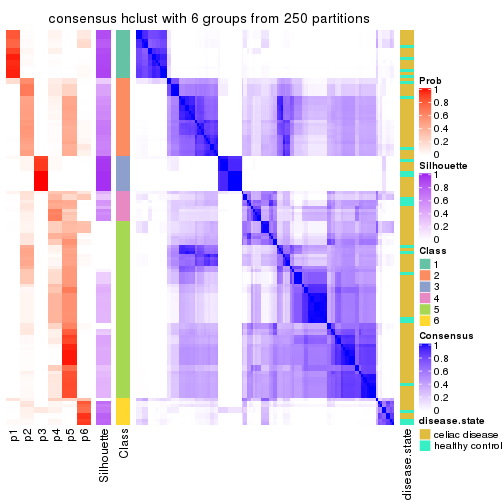 consensus hclust with 6 groups from 250 partitions
Prob
1
0.8
0.6
0.4
0.2
0
Silhouette
1
0.8
0.6
0.4
0.2
0
Class
1
2
3
4
5
6
Consensus
1
0.8
0.6
0.4
0.2
0
disease.state
celiac disease
healthy control
p1
p2
p3
p4
p5
p6
Silhouette
Class
disease.state